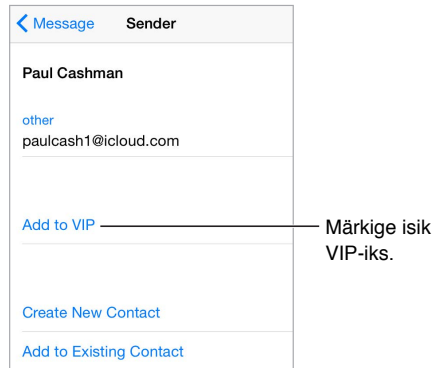 Message Sender
Paul Cashman
other
paulcash1@icloud.com
Add to VIP
Märkige isik
VIP-iks.
Create New Contact
Add to Existing Contact